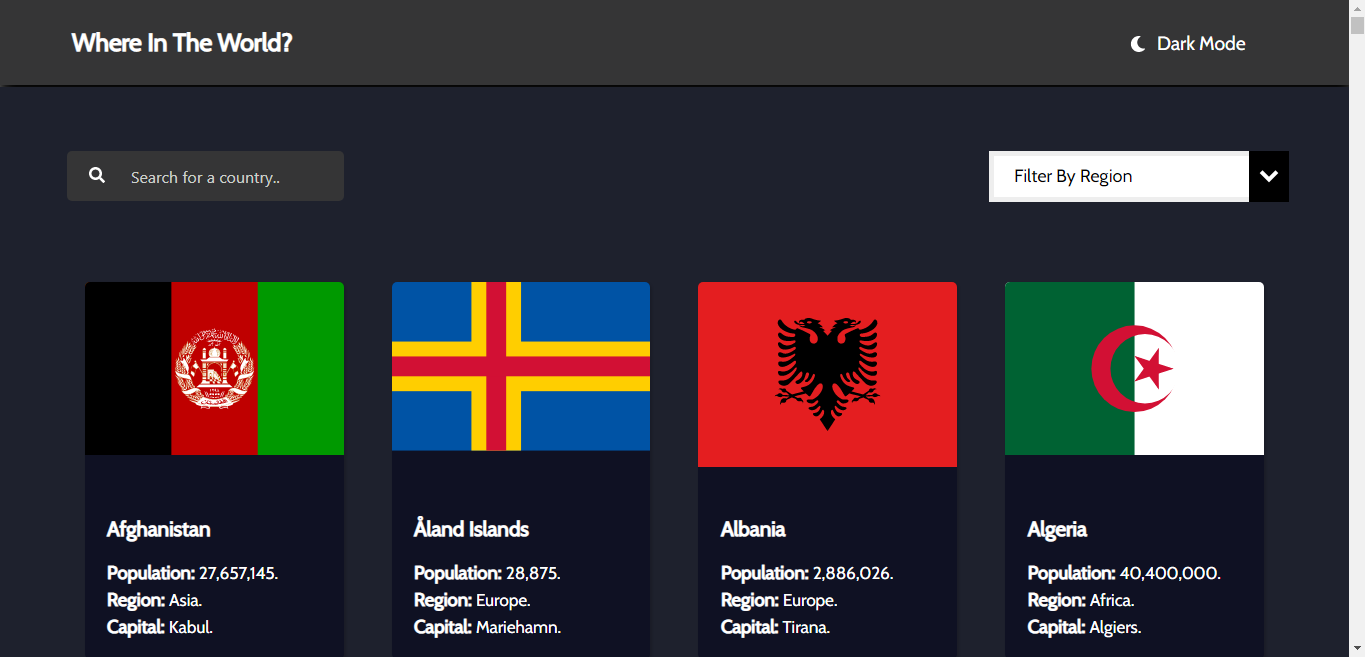 Where In The World?
Dark Mode
Search for a country..
Filter By Region
Afghanistan
Population: 27,657,145.
Region: Asia.
Capital: Kabul.
Åland Islands
Population: 28,875.
Region: Europe.
Capital: Mariehamn.
Albania
Population: 2,886,026.
Region: Europe.
Capital: Tirana.
Algeria
Population: 40,400,000.
Region: Africa.
Capital: Algiers.